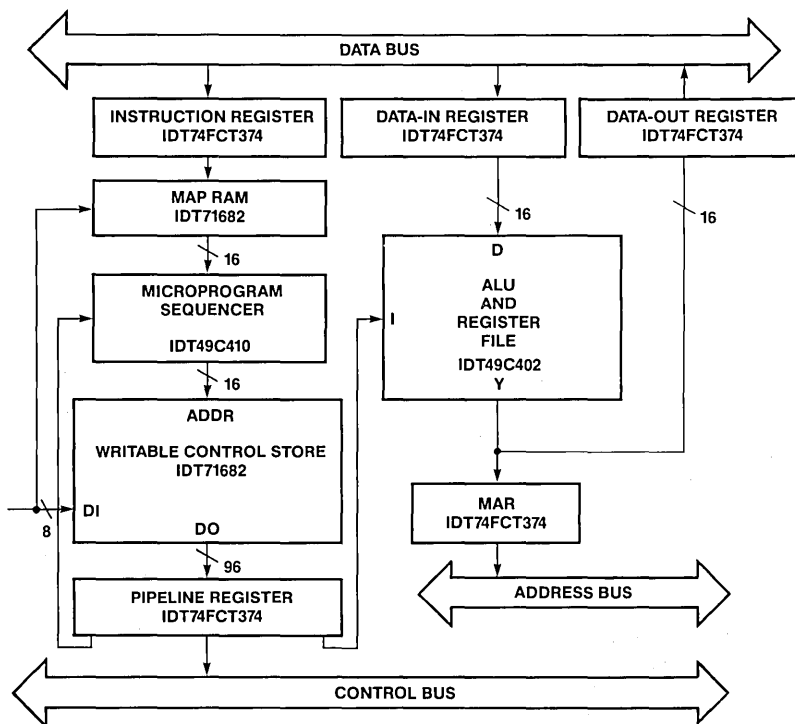 DATA BUS
INSTRUCTION REGISTER
IDT74FCT374
DATA-IN REGISTER
IDT74FCT374
DATA-OUT REGISTER
IDT74FCT374
MAP RAM
IDT71682
16
16
16
D
MICROPROGRAM
SEQUENCER
IDT49C410
I
ALU
AND
REGISTER
FILE
IDT49C402
Y
16
ADDR
WRITABLE CONTROL STORE
IDT71682
DI
8
DO
MAR
IDT74FCT374
96
PIPELINE REGISTER
IDT74FCT374
ADDRESS BUS
CONTROL BUS